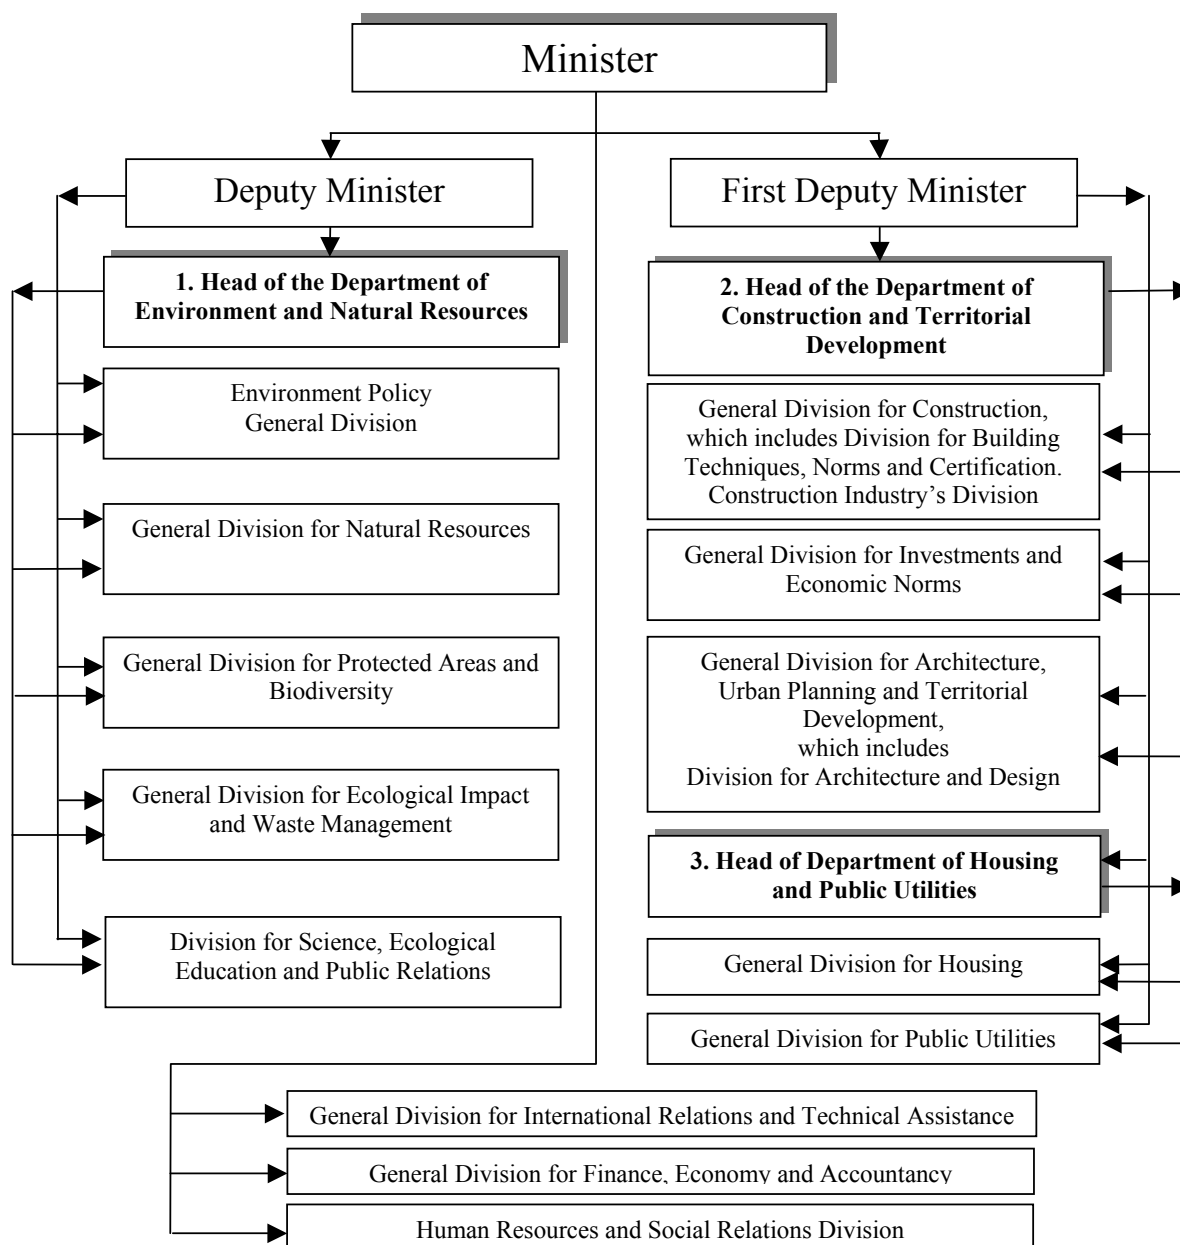 Minister
Deputy Minister
First Deputy Minister
1. Head of the Department of
Environment and Natural Resources
2. Head of the Department of
Construction and Territorial
Development
Environment Policy
General Division
General Division for Construction,
which includes Division for Building
Techniques, Norms and Certification.
Construction Industry’s Division
General Division for Natural Resources
General Division for Investments and
Economic Norms
General Division for Protected Areas and
Biodiversity
General Division for Architecture,
Urban Planning and Territorial
Development,
which includes
Division for Architecture and Design
General Division for Ecological Impact
and Waste Management
3. Head of Department of Housing
and Public Utilities
Division for Science, Ecological
Education and Public Relations
General Division for Housing
General Division for Public Utilities
General Division for International Relations and Technical Assistance
General Division for Finance, Economy and Accountancy
Human Resources and Social Relations Division